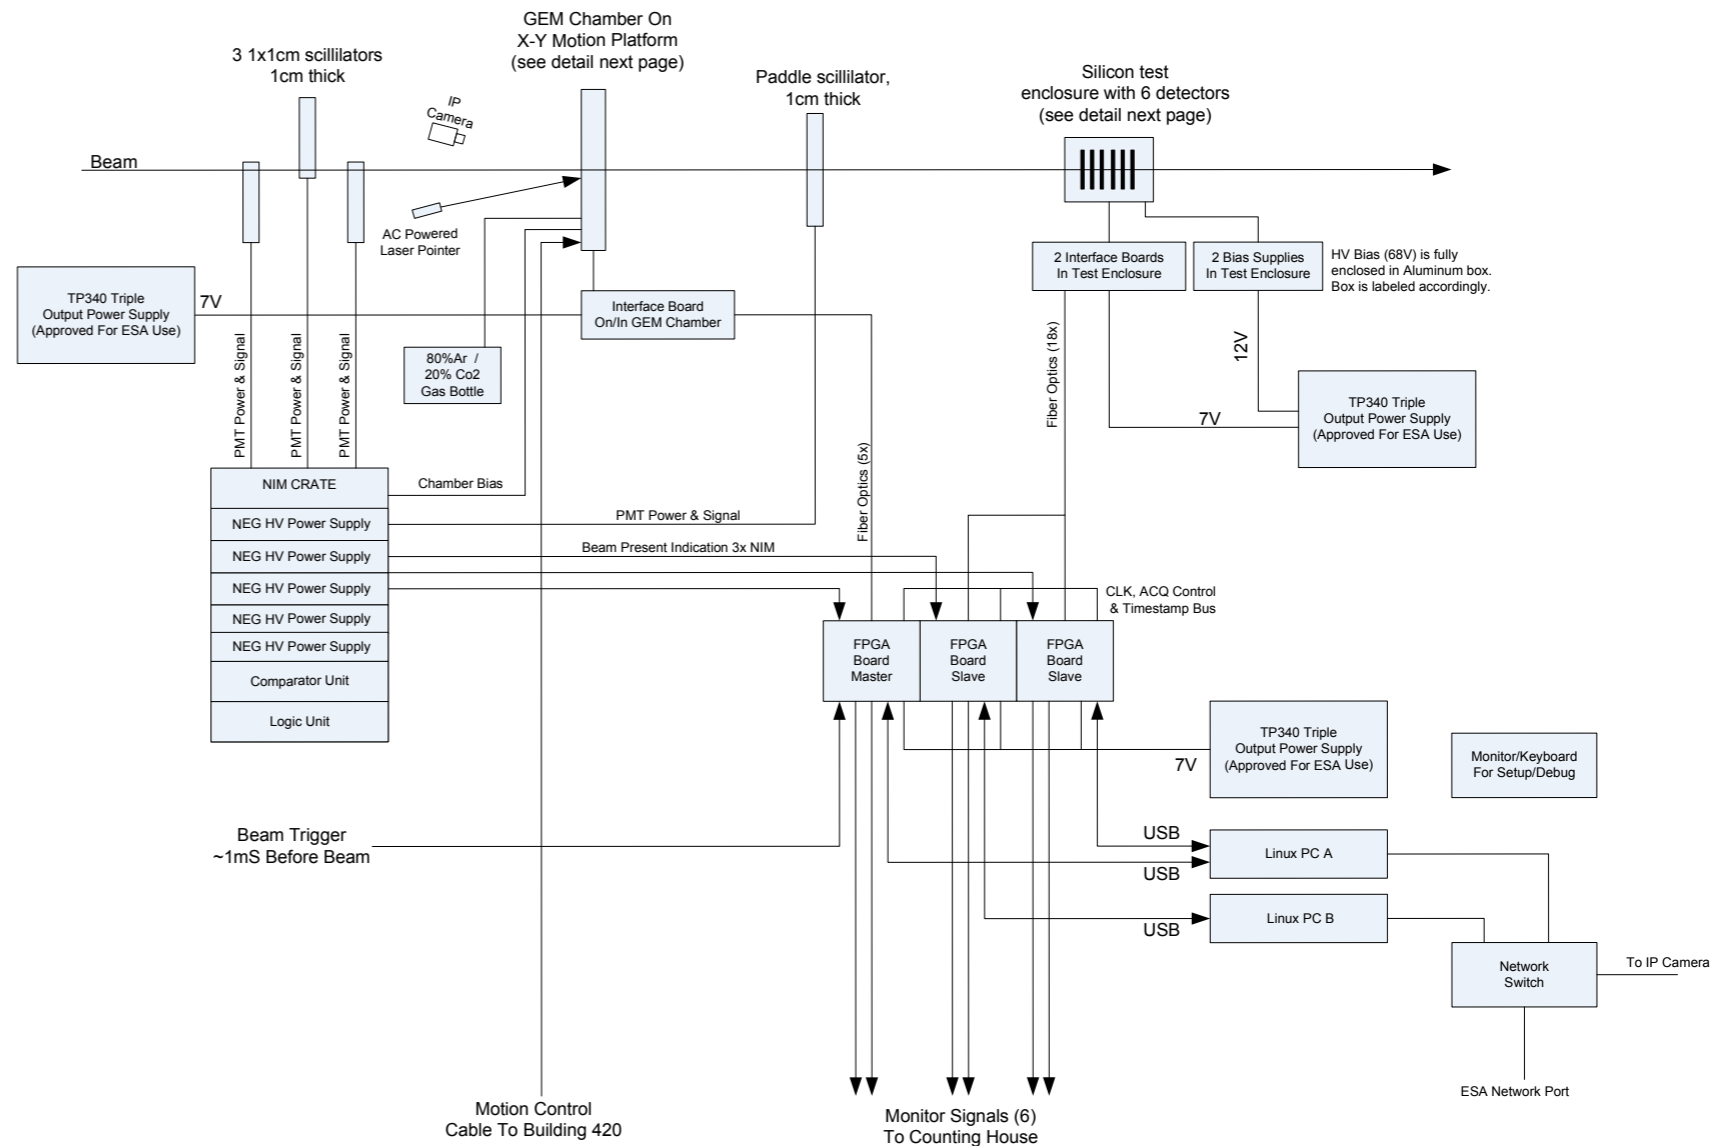 GEM Chamber On
X-Y Motion Platform
(see detail next page)
3 1x1cm scillilators
1cm thick
IP
Camera
Paddle scillilator,
1cm thick
Silicon test
enclosure with 6 detectors
(see detail next page)
Beam
AC Powered
Laser Pointer
2 Interface Boards
In Test Enclosure
2 Bias Supplies
In Test Enclosure
HV Bias (68V) is fully
enclosed in Aluminum box.
Box is labeled accordingly.
TP340 Triple
Output Power Supply
(Approved For ESA Use)
7V
Interface Board
On/In GEM Chamber
80%Ar /
20% Co2
Gas Bottle
PMT Power & Signal
PMT Power & Signal
PMT Power & Signal
Fiber Optics (18x)
12V
7V
TP340 Triple
Output Power Supply
(Approved For ESA Use)
Fiber Optics (5x)
NIM CRATE
NEG HV Power Supply
NEG HV Power Supply
NEG HV Power Supply
NEG HV Power Supply
NEG HV Power Supply
Comparator Unit
Logic Unit
Chamber Bias
PMT Power & Signal
Beam Present Indication 3x NIM
CLK, ACQ Control
& Timestamp Bus
FPGA
Board
Master
FPGA
Board
Slave
FPGA
Board
Slave
7V
TP340 Triple
Output Power Supply
(Approved For ESA Use)
Monitor/Keyboard
For Setup/Debug
Beam Trigger
~1mS Before Beam
USB
USB
Linux PC A
USB
Linux PC B
Network
Switch
To IP Camera
ESA Network Port
Motion Control
Cable To Building 420
Monitor Signals (6)
To Counting House